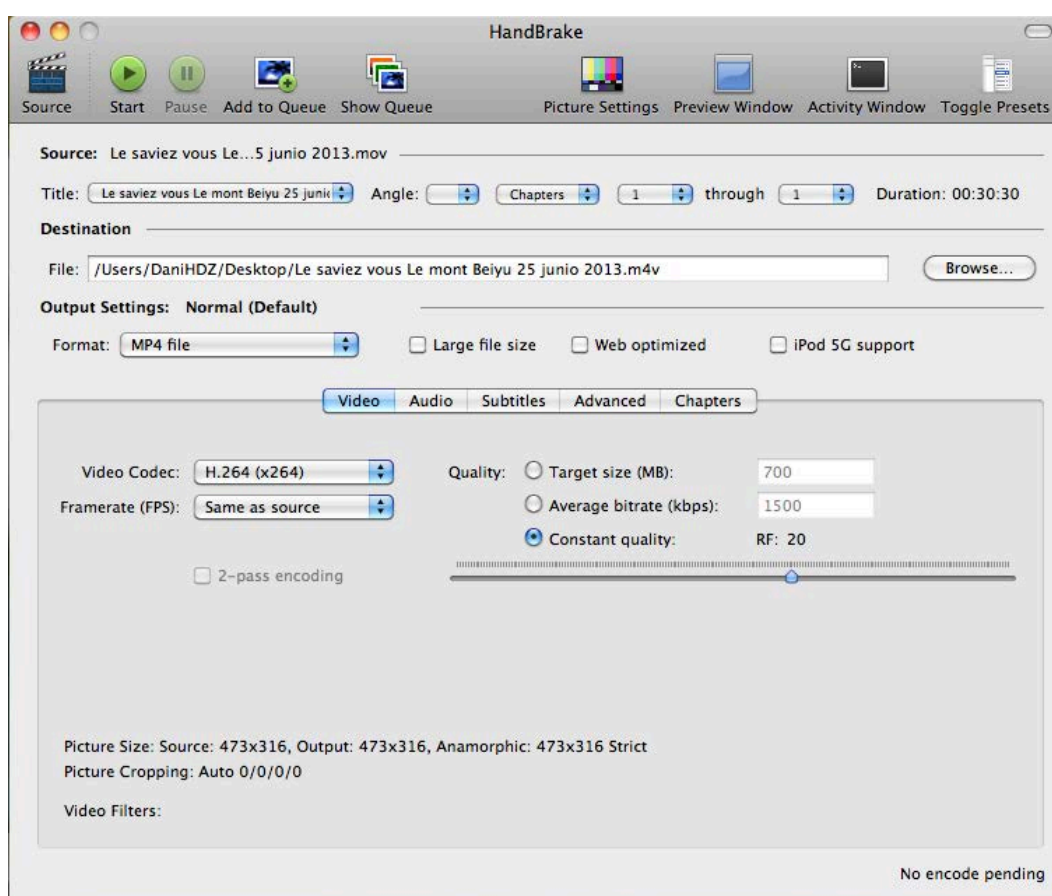 HandBrake
Source Start Pause Add to Queue Show Queue Picture Settings Preview Window Activity Window Toggle Presets
Source: Le saviez vous Le...5 junio 2013.mov
Title: Le saviez vous Le mont Beiyu 25 junio Angle: Chapters 1 through 1 Duration: 00:30:30
Destination
File: /Users/DaniHDZ/Desktop/Le saviez vous Le mont Beiyu 25 junio 2013.m4v Browse...
Output Settings: Normal (Default)
Format: MP4 file Large file size Web optimized iPod 5G support
Video Audio Subtitles Advanced Chapters
Video Codec: H.264 (x264) Quality: Target size (MB): 700
Framerate (FPS): Same as source Average bitrate (kbps): 1500
Constant quality: RF: 20
2-pass encoding
Picture Size: Source: 473x316, Output: 473x316, Anamorphic: 473x316 Strict
Picture Cropping: Auto 0/0/0/0
Video Filters:
No encode pending